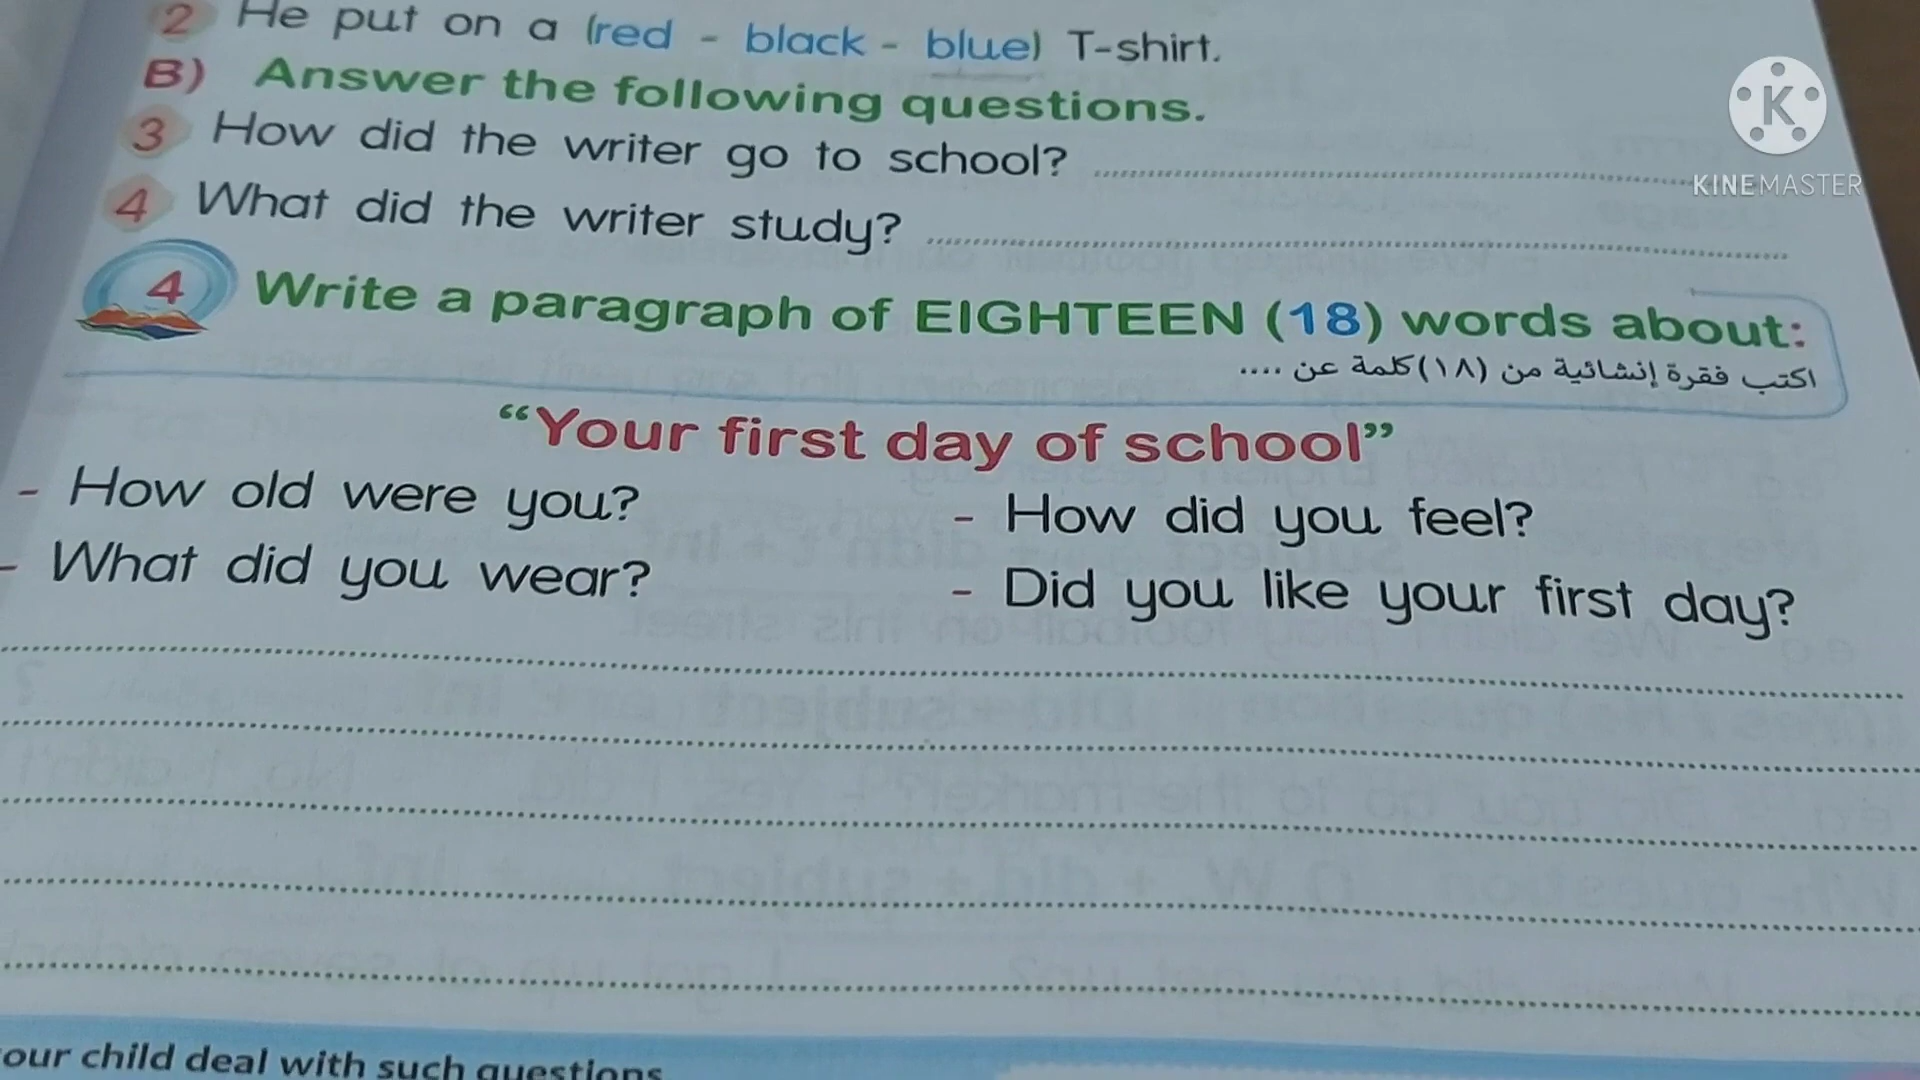 2 He put on a (red - black - blue) T-shirt.
B) Answer the following questions.
3 How did the writer go to school?
4 What did the writer study?
4 Write a paragraph of EIGHTEEN (18) words about:
اكتب فقرة إنشائية من (١٨) كلمة عن ....
“Your first day of school”
- How old were you? - How did you feel?
- What did you wear? - Did you like your first day?
our child deal with such questions
KINEMASTER